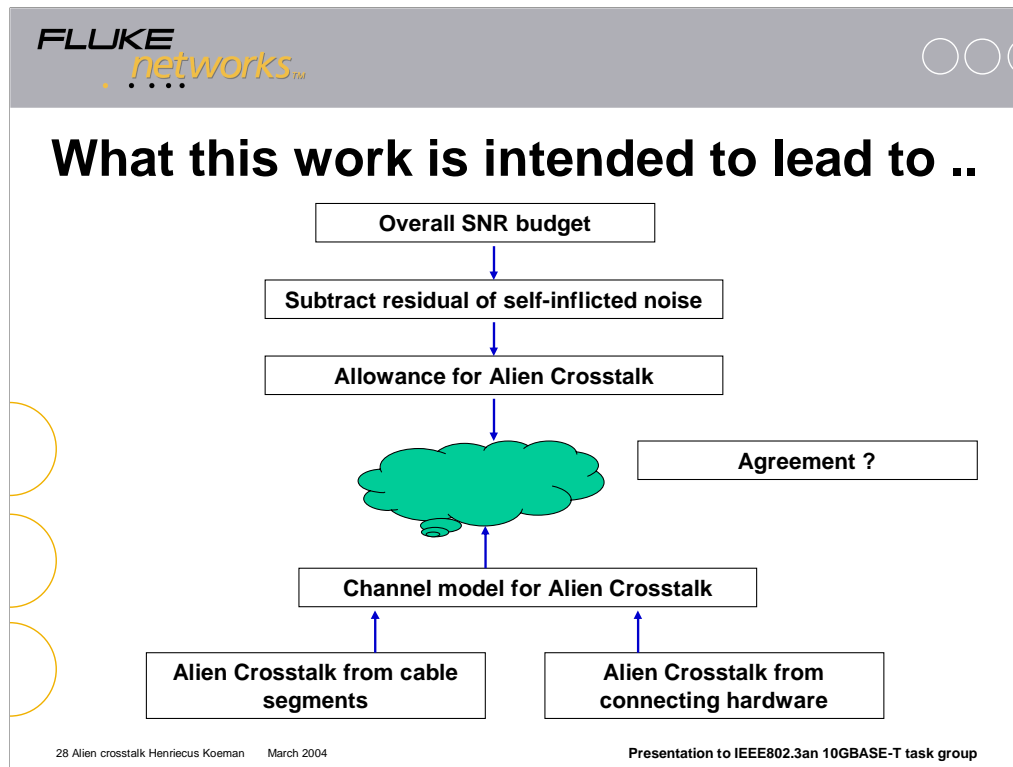 FLUKE
networks™
What this work is intended to lead to ..
Overall SNR budget
Subtract residual of self-inflicted noise
Allowance for Alien Crosstalk
Agreement ?
Channel model for Alien Crosstalk
Alien Crosstalk from cable
segments
Alien Crosstalk from
connecting hardware
28 Alien crosstalk Henriecus Koeman March 2004
Presentation to IEEE802.3an 10GBASE-T task group